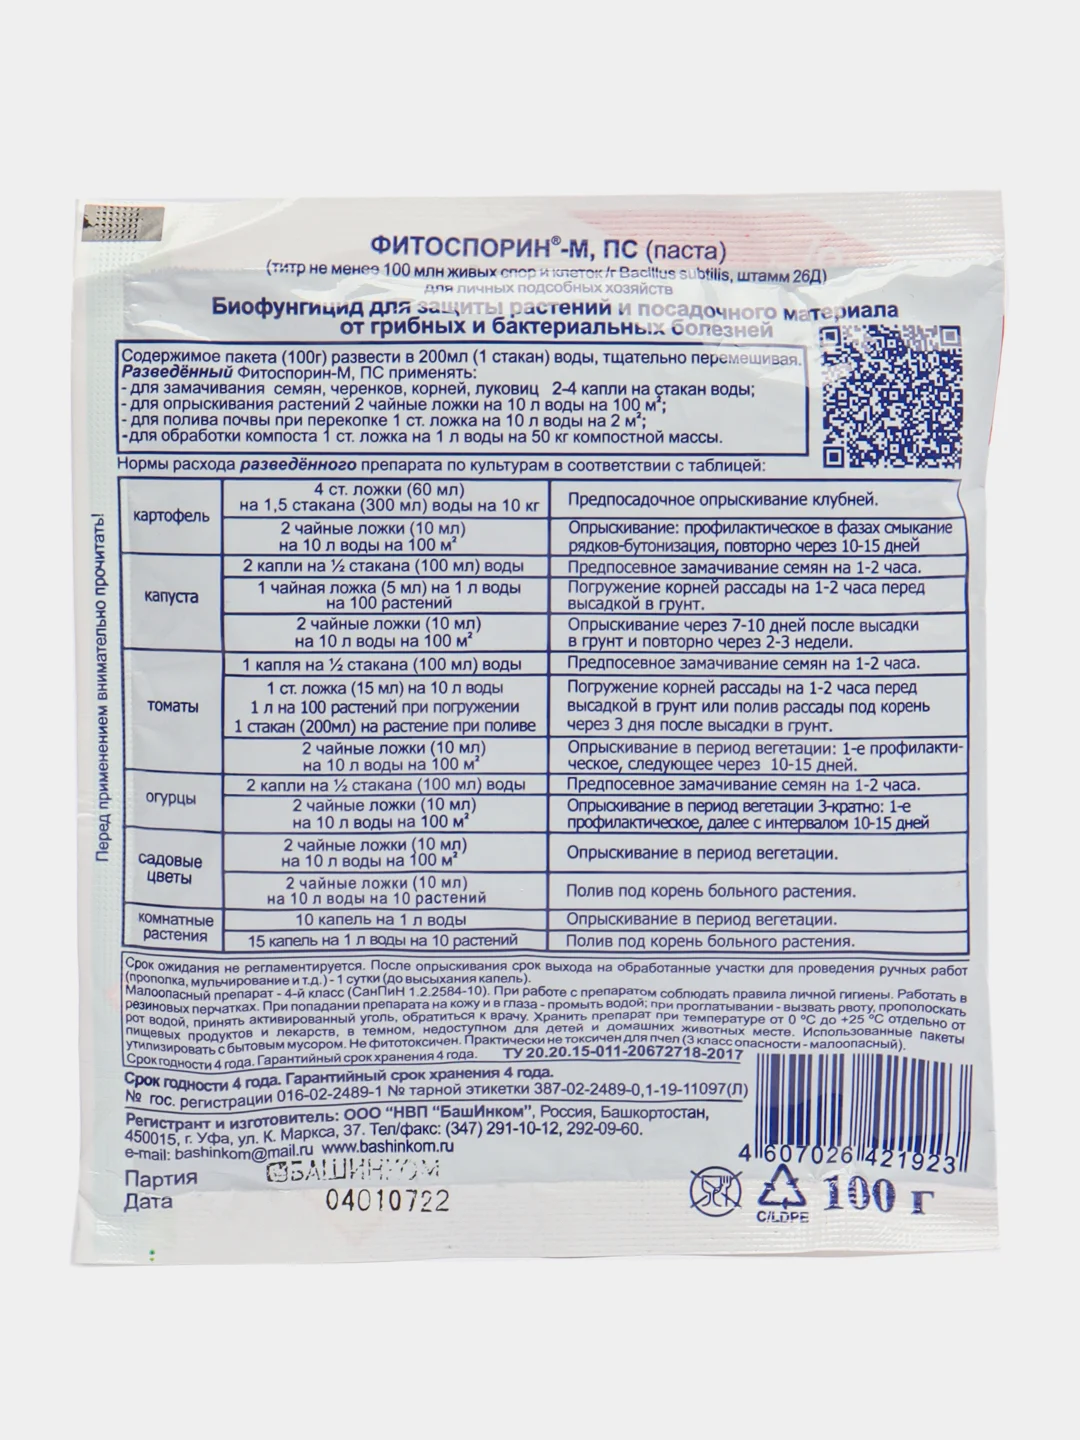 ФИТОСПОРИН®-М, ПС (паста)
(титр не менее 100 млн живых спор и клеток /г Bacillus subtilis, штамм 26Д)
для личных подсобных хозяйств
Биофунгицид для защиты растений и посадочного материала
от грибных и бактериальных болезней
Содержимое пакета (100г) развести в 200мл (1 стакан) воды, тщательно перемешивая.
Разведённый Фитоспорин-М, ПС применять:
- для замачивания семян, черенков, корней, луковиц 2-4 капли на стакан воды;
- для опрыскивания растений 2 чайные ложки на 10 л воды на 100 м²;
- для полива почвы при перекопке 1 ст. ложка на 10 л воды на 2 м²;
-для обработки компоста 1 ст. ложка на 1 л воды на 50 кг компостной массы.
Нормы расхода разведённого препарата по культурам в соответствии с таблицей:
Перед применением внимательно прочитать!
картофель
4 ст. ложки (60 мл)
на 1,5 стакана (300 мл) воды на 10 кг
Предпосадочное опрыскивание клубней.
2 чайные ложки (10 мл)
на 10 л воды на 100 м²
Опрыскивание: профилактическое в фазах смыкание
рядков-бутонизация, повторно через 10-15 дней
капуста
2 капли на ½ стакана (100 мл) воды
Предпосевное замачивание семян на 1-2 часа.
1 чайная ложка (5 мл) на 1 л воды
на 100 растений
Погружение корней рассады на 1-2 часа перед
высадкой в грунт.
2 чайные ложки (10 мл)
на 10 л воды на 100 м²
Опрыскивание через 7-10 дней после высадки
в грунт и повторно через 2-3 недели.
томаты
1 капля на ½ стакана (100 мл) воды
Предпосевное замачивание семян на 1-2 часа.
1 ст. ложка (15 мл) на 10 л воды
1 л на 100 растений при погружении
1 стакан (200мл) на растение при поливе
Погружение корней рассады на 1-2 часа перед
высадкой в грунт или полив рассады под корень
через 3 дня после высадки в грунт.
2 чайные ложки (10 мл)
на 10 л воды на 100 м²
Опрыскивание в период вегетации: 1-е профилакти-
ческое, следующее через 10-15 дней.
огурцы
2 капли на ½ стакана (100 мл) воды
Предпосевное замачивание семян на 1-2 часа.
2 чайные ложки (10 мл)
на 10 л воды на 100 м²
Опрыскивание в период вегетации 3-кратно: 1-е
профилактическое, далее с интервалом 10-15 дней
садовые
цветы
2 чайные ложки (10 мл)
на 10 л воды на 100 м²
Опрыскивание в период вегетации.
2 чайные ложки (10 мл)
на 10 л воды на 10 растений
Полив под корень больного растения.
комнатные
растения
10 капель на 1 л воды
Опрыскивание в период вегетации.
15 капель на 1 л воды на 10 растений
Полив под корень больного растения.
Срок ожидания не регламентируется. После опрыскивания срок выхода на обработанные участки для проведения ручных работ
(прополка, мульчирование и т.д.) - 1 сутки (до высыхания капель).
Малоопасный препарат - 4-й класс (СанПиН 1.2.2584-10). При работе с препаратом соблюдать правила личной гигиены. Работать в
резиновых перчатках. При попадании препарата на кожу и в глаза - промыть водой; при проглатывании - вызвать рвоту, прополоскать
рот водой, принять активированный уголь, обратиться к врачу. Хранить препарат при температуре от 0 °С до +25 °С отдельно от
пищевых продуктов и лекарств, в темном, недоступном для детей и домашних животных месте. Использованные пакеты
утилизировать с бытовым мусором. Не фитотоксичен. Практически не токсичен для пчел (3 класс опасности - малоопасный).
Срок годности 4 года. Гарантийный срок хранения 4 года. ТУ 20.20.15-011-20672718-2017
Срок годности 4 года. Гарантийный срок хранения 4 года.
№ гос. регистрации 016-02-2489-1 № тарной этикетки 387-02-2489-0,1-19-11097(Л)
Регистрант и изготовитель: ООО "НВП "БашИнком", Россия, Башкортостан,
450015, г. Уфа, ул. К. Маркса, 37. Тел/факс: (347) 291-10-12, 292-09-60.
e-mail: bashinkom@mail.ru www.bashinkom.ru
4 607026 421923
Партия БАШИНКОМ
Дата 04010722
C/LDPE
100 г